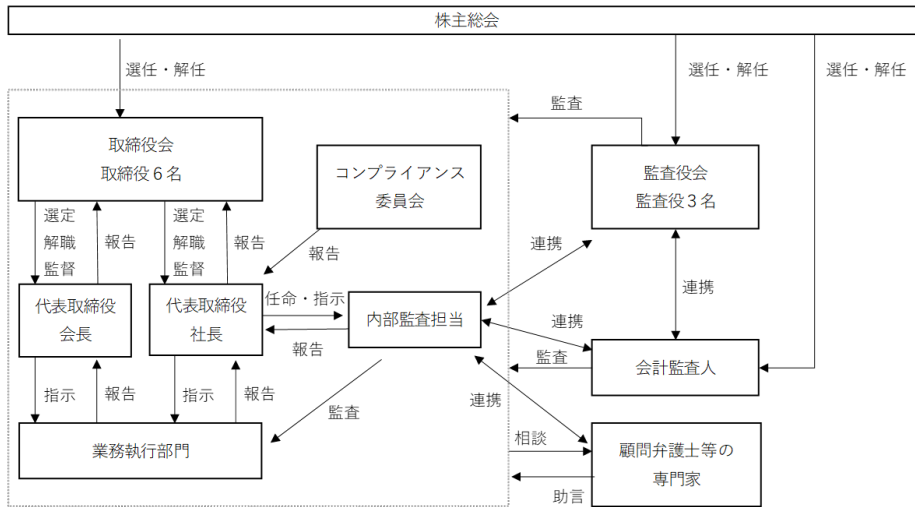 株主総会
選任・解任
選任・解任
選任・解任
監査
取締役会
取締役６名
コンプライアンス
委員会
監査役会
監査役３名
選定
解職
監督
報告
選定
解職
監督
報告
報告
連携
連携
代表取締役
会長
代表取締役
社長
任命・指示
報告
内部監査担当
連携
監査
会計監査人
指示
報告
指示
報告
監査
連携
業務執行部門
相談
助言
顧問弁護士等の
専門家